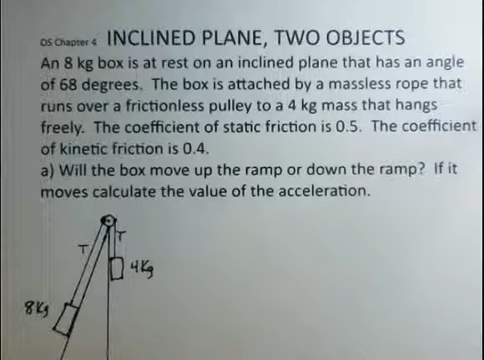 OS Chapter 4 INCLINED PLANE, TWO OBJECTS
An 8 kg box is at rest on an inclined plane that has an angle
of 68 degrees. The box is attached by a massless rope that
runs over a frictionless pulley to a 4 kg mass that hangs
freely. The coefficient of static friction is 0.5. The coefficient
of kinetic friction is 0.4.
a) Will the box move up the ramp or down the ramp? If it
moves calculate the value of the acceleration.
T T
4Kg
8Kg